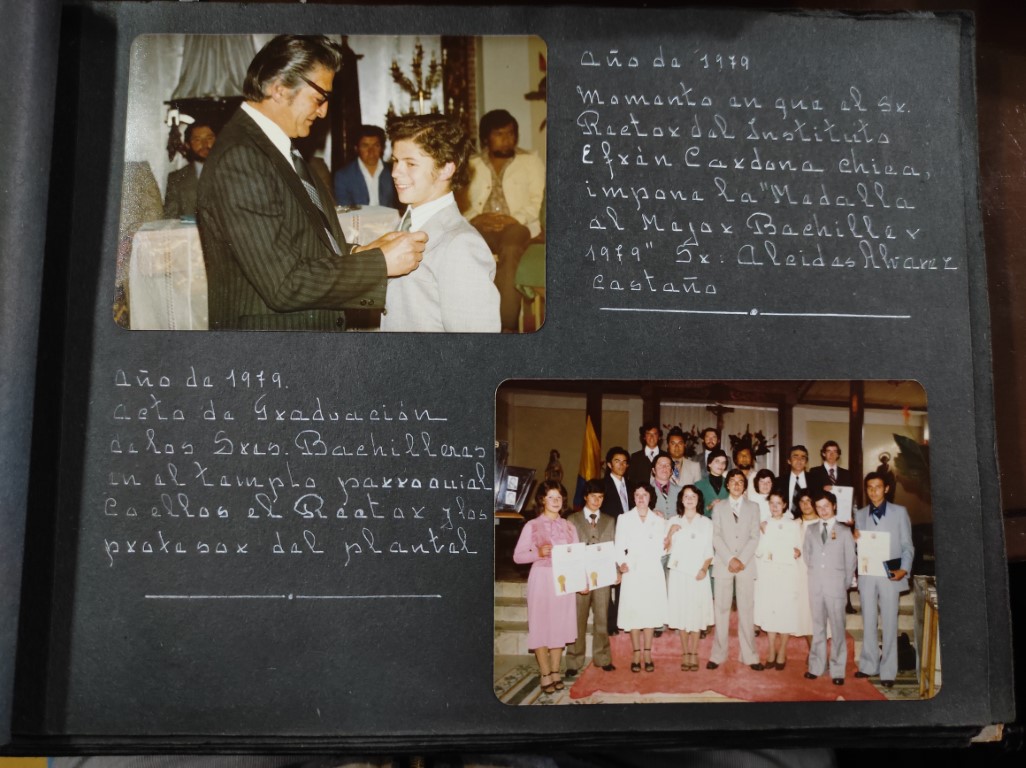 Año de 1979
Momento en que el Sr.
Rector del Instituto
Efrén Cardona Chica,
impone la "Medalla
al Mejor Bachiller
1979" Sr: Alcides Alvarez
Castaño
Año de 1979.
Acto de Graduación
de los Sres. Bachilleres
en el templo parroquial
Con ellos el Rector y los
profesor del plantel